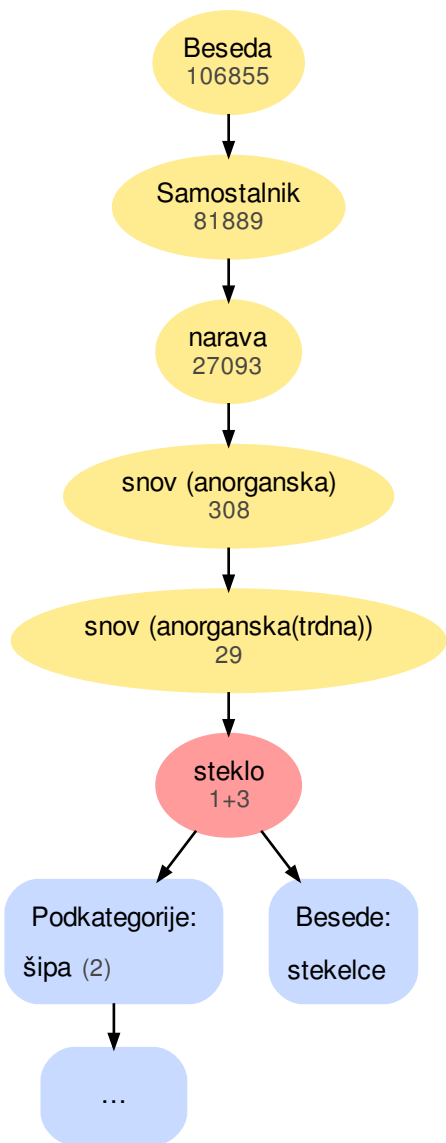 Beseda
106855
Samostalnik
81889
narava
27093
snov (anorganska)
308
snov (anorganska(trdna))
29
steklo
1+3
Podkategorije:
šipa (2)
Besede:
stekelce
...